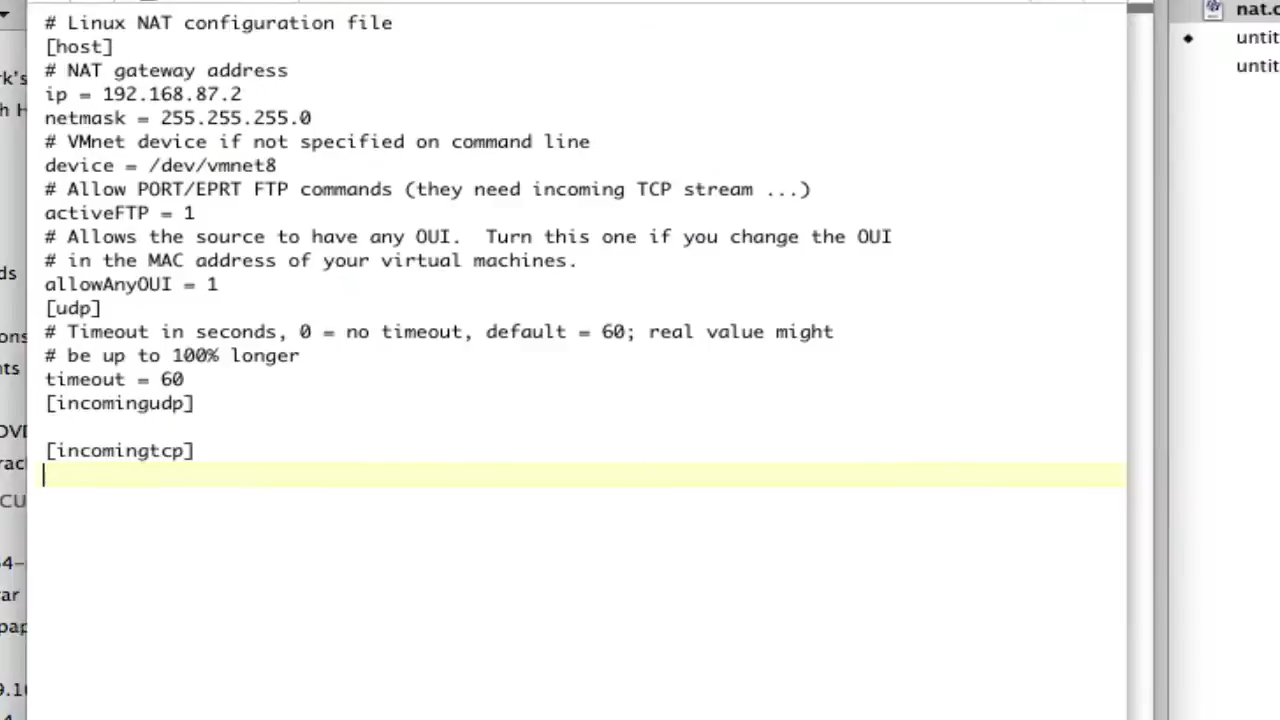 # Linux NAT configuration file
[host]
# NAT gateway address
ip = 192.168.87.2
netmask = 255.255.255.0
# VMnet device if not specified on command line
device = /dev/vmnet8
# Allow PORT/EPRT FTP commands (they need incoming TCP stream ...)
activeFTP = 1
# Allows the source to have any OUI.  Turn this one if you change the OUI
# in the MAC address of your virtual machines.
allowAnyOUI = 1
[udp]
# Timeout in seconds, 0 = no timeout, default = 60; real value might
# be up to 100% longer
timeout = 60
[incomingudp]
[incomingtcp]
nat.c
untit
untit